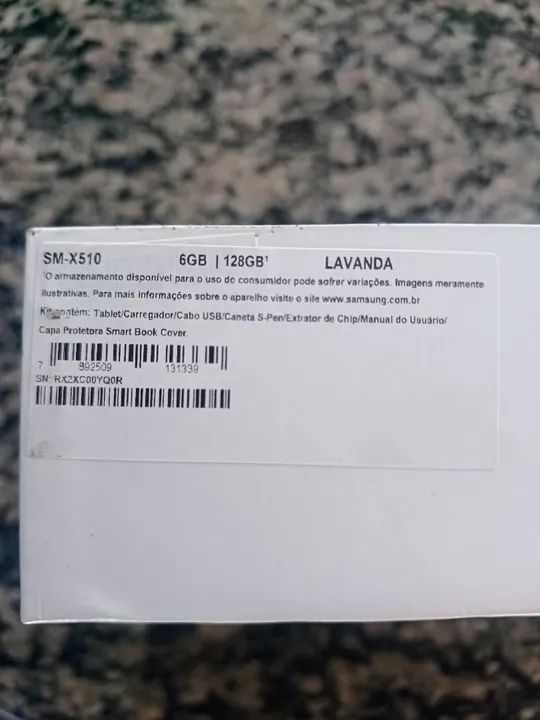 SM-X510 6GB | 128GB¹ LAVANDA
¹O armazenamento disponível para o uso do consumidor pode sofrer variações. Imagens meramente
ilustrativas. Para mais informações sobre o aparelho visite o site www.samsung.com.br
Kit contém: Tablet/Carregador/Cabo USB/Caneta S-Pen/Extrator de Chip/Manual do Usuário/
Capa Protetora Smart Book Cover.
7 892509 131339
SN: RX2XC00YQ0R